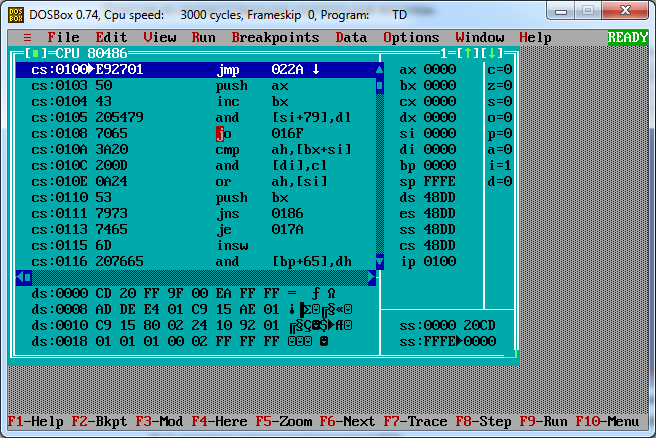 DOSBox 0.74, Cpu speed: 3000 cycles, Frameskip 0, Program: TD
≡ File Edit View Run Breakpoints Data Options Window Help READY
[■]=CPU 80486 1=[↑][↓]
cs:0100►E92701 jmp 022A ↓ ax 0000 c=0
cs:0103 50 push ax bx 0000 z=0
cs:0104 43 inc bx cx 0000 s=0
cs:0105 205479 and [si+79],dl dx 0000 o=0
cs:0108 7065 jo 016F si 0000 p=0
cs:010A 3A20 cmp ah,[bx+si] di 0000 a=0
cs:010C 200D and [di],cl bp 0000 i=1
cs:010E 0A24 or ah,[si] sp FFFE d=0
cs:0110 53 push bx ds 48DD
cs:0111 7973 jns 0186 es 48DD
cs:0113 7465 je 017A ss 48DD
cs:0115 6D insw cs 48DD
cs:0116 207665 and [bp+65],dh ip 0100
ds:0000 CD 20 FF 9F 00 EA FF FF = ƒ Ω
ds:0008 AD DE E4 01 C9 15 AE 01 ¡▐Σ☺╔§«☺
ds:0010 C9 15 80 02 24 10 92 01 ╔§Ç☻$►Æ☺ ss:0000 20CD
ds:0018 01 01 01 00 02 FF FF FF ☺☺☺ ☻ ss:FFFE►0000
F1-Help F2-Bkpt F3-Mod F4-Here F5-Zoom F6-Next F7-Trace F8-Step F9-Run F10-Menu